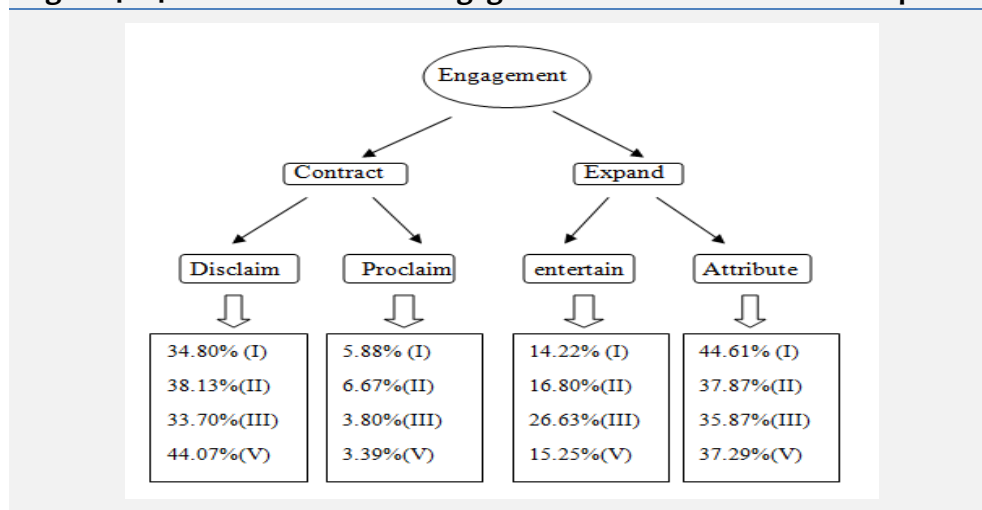 Engagement
Contract
Expand
Disclaim
Proclaim
entertain
Attribute
34.80% (I)
38.13%(II)
33.70%(III)
44.07%(V)
5.88% (I)
6.67%(II)
3.80%(III)
3.39%(V)
14.22% (I)
16.80%(II)
26.63%(III)
15.25%(V)
44.61% (I)
37.87%(II)
35.87%(III)
37.29%(V)